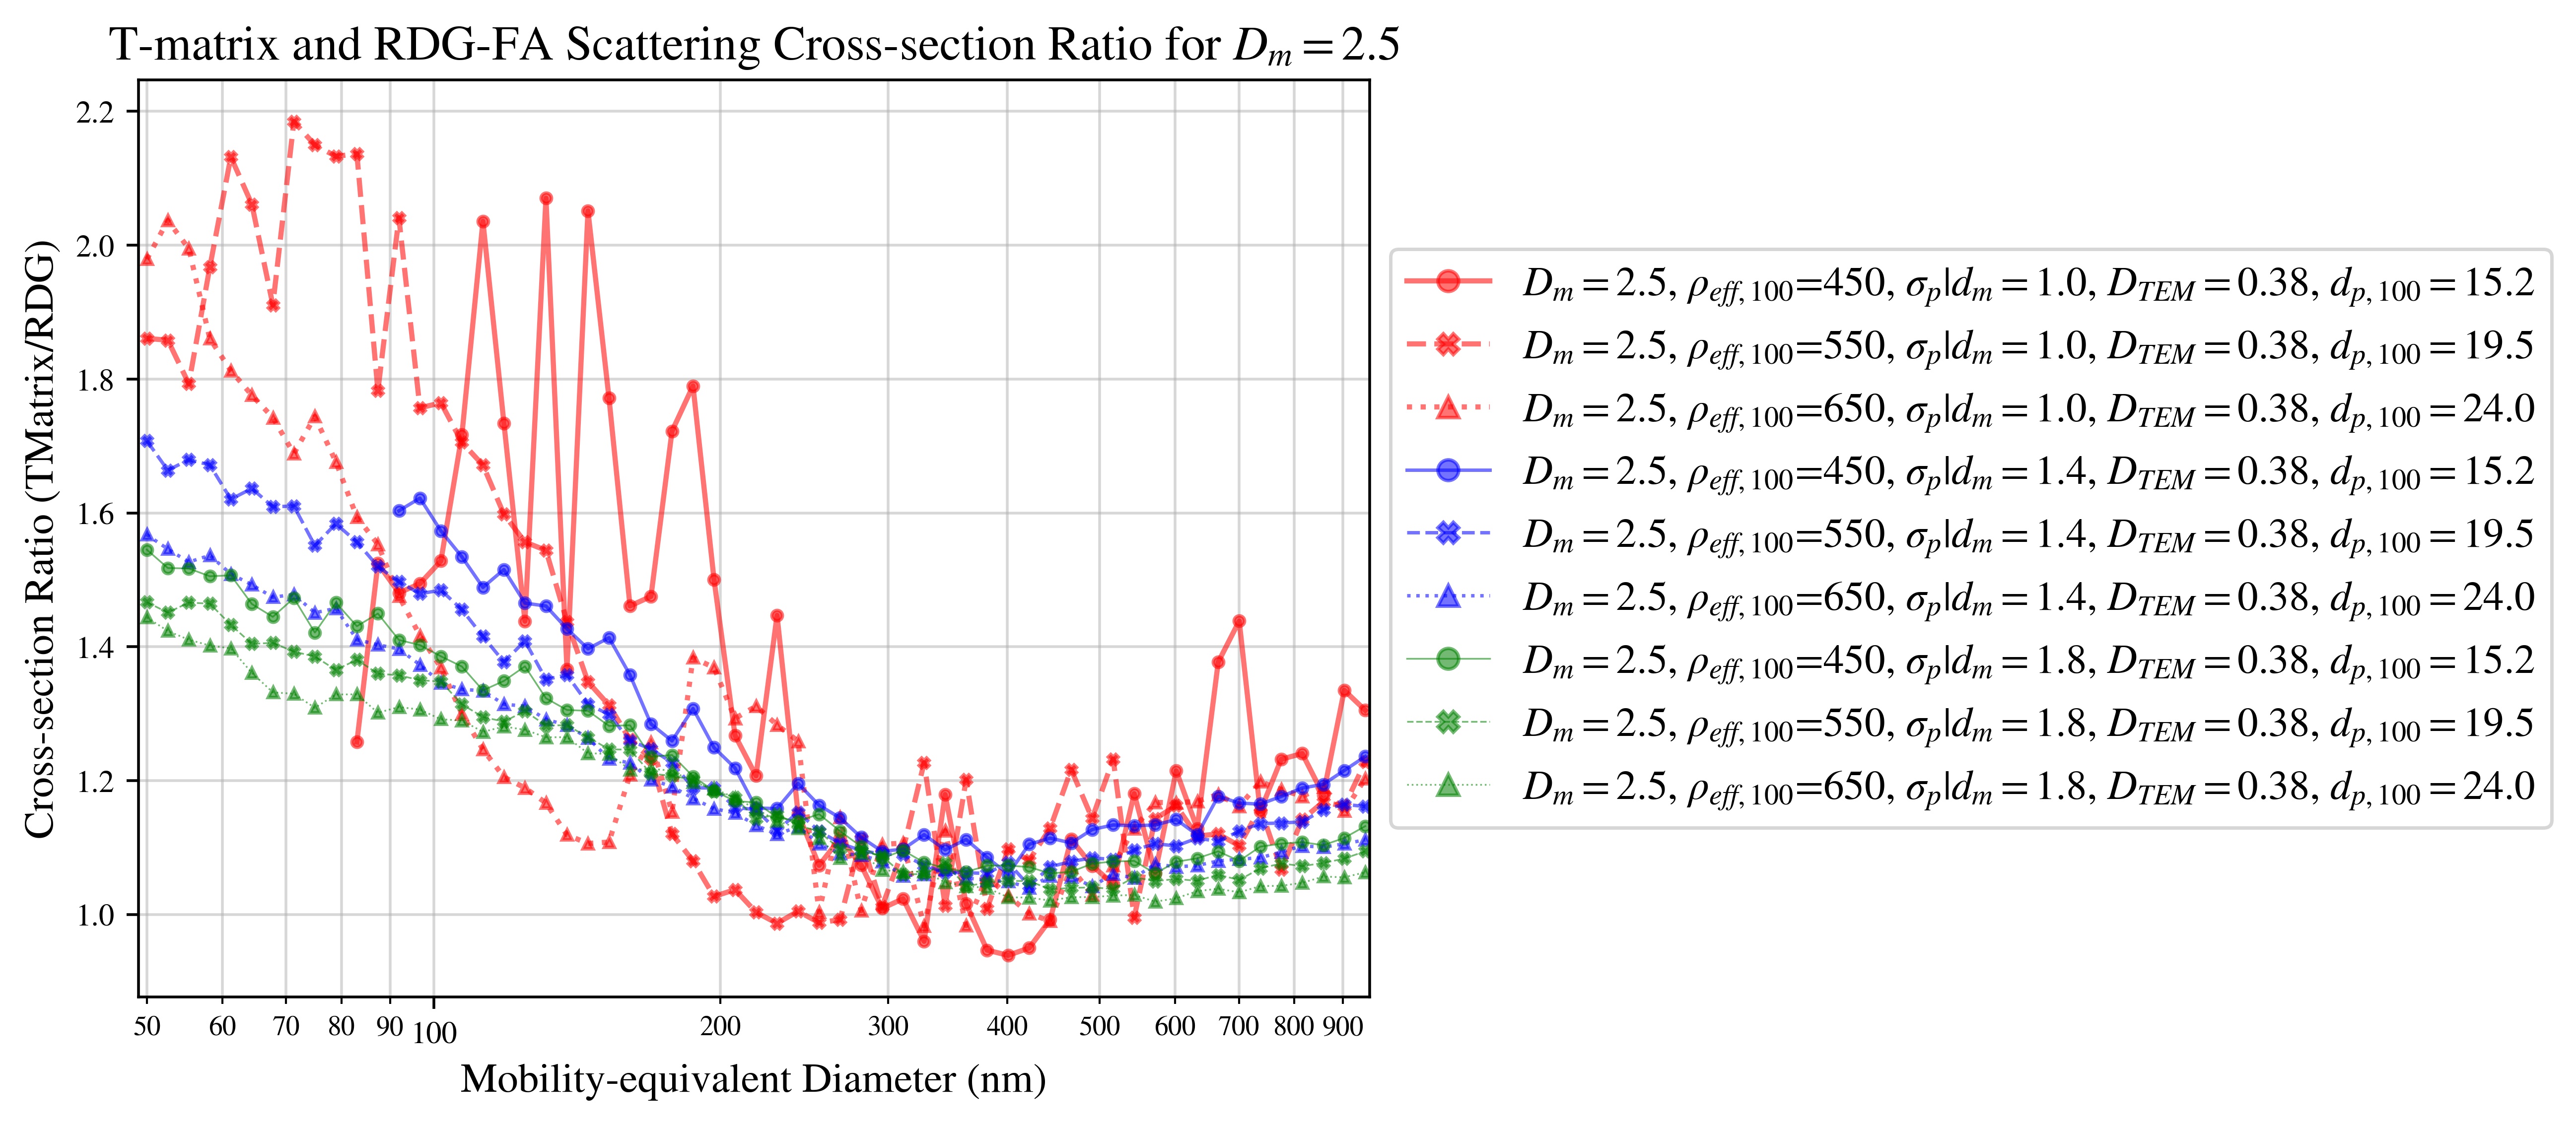 T-matrix and RDG-FA Scattering Cross-section Ratio for Dₘ = 2.5
Cross-section Ratio (TMatrix/RDG)
2.2
2.0
1.8
1.6
1.4
1.2
1.0
50 60 70 80 90 100 200 300 400 500 600 700 800 900
Mobility-equivalent Diameter (nm)
D_m = 2.5, ρ_eff,100=450, σ_p|d_m = 1.0, D_TEM = 0.38, d_p,100 = 15.2
D_m = 2.5, ρ_eff,100=550, σ_p|d_m = 1.0, D_TEM = 0.38, d_p,100 = 19.5
D_m = 2.5, ρ_eff,100=650, σ_p|d_m = 1.0, D_TEM = 0.38, d_p,100 = 24.0
D_m = 2.5, ρ_eff,100=450, σ_p|d_m = 1.4, D_TEM = 0.38, d_p,100 = 15.2
D_m = 2.5, ρ_eff,100=550, σ_p|d_m = 1.4, D_TEM = 0.38, d_p,100 = 19.5
D_m = 2.5, ρ_eff,100=650, σ_p|d_m = 1.4, D_TEM = 0.38, d_p,100 = 24.0
D_m = 2.5, ρ_eff,100=450, σ_p|d_m = 1.8, D_TEM = 0.38, d_p,100 = 15.2
D_m = 2.5, ρ_eff,100=550, σ_p|d_m = 1.8, D_TEM = 0.38, d_p,100 = 19.5
D_m = 2.5, ρ_eff,100=650, σ_p|d_m = 1.8, D_TEM = 0.38, d_p,100 = 24.0